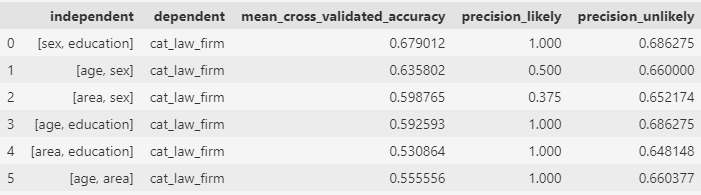 independent dependent mean_cross_validated_accuracy precision_likely precision_unlikely
0 [sex, education] cat_law_firm 0.679012 1.000 0.686275
1 [age, sex] cat_law_firm 0.635802 0.500 0.660000
2 [area, sex] cat_law_firm 0.598765 0.375 0.652174
3 [age, education] cat_law_firm 0.592593 1.000 0.686275
4 [area, education] cat_law_firm 0.530864 1.000 0.648148
5 [age, area] cat_law_firm 0.555556 1.000 0.660377